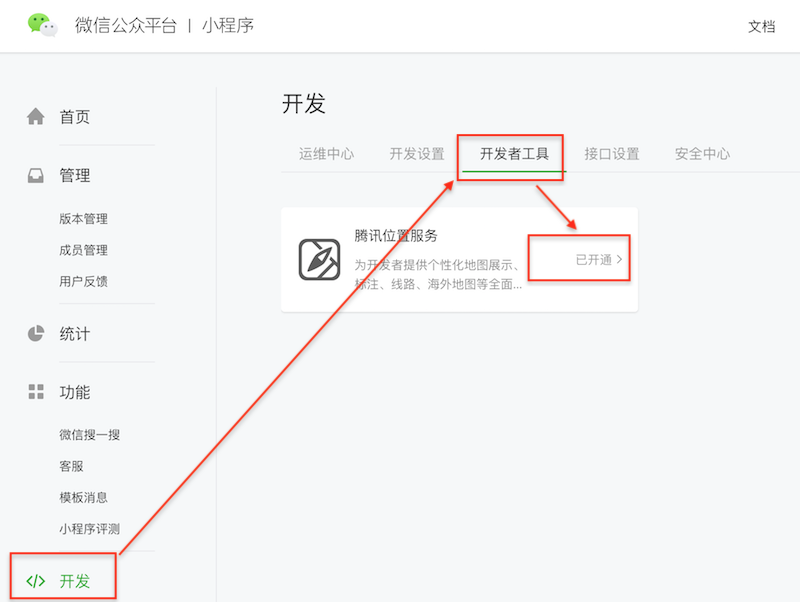 微信公众平台 | 小程序
文档
首页
管理
版本管理
成员管理
用户反馈
统计
功能
微信搜一搜
客服
模板消息
小程序评测
</> 开发
开发
运维中心 开发设置 开发者工具 接口设置 安全中心
腾讯位置服务
为开发者提供个性化地图展示、
标注、线路、海外地图等全面...
已开通 >